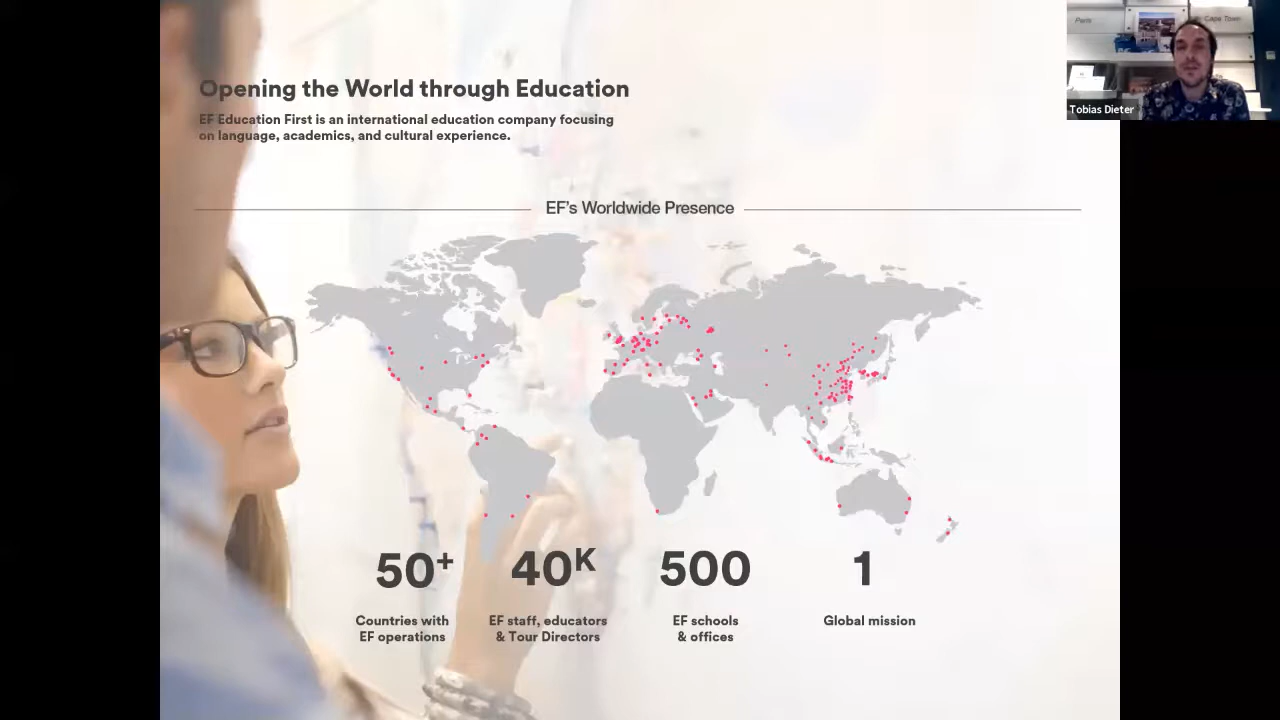 Opening the World through Education
EF Education First is an international education company focusing
on language, academics, and cultural experience.
Paris
Cape Town
Tobias Dieter
EF's Worldwide Presence
50+
40K
500
1
Countries with
EF operations
EF staff, educators
& Tour Directors
EF schools
& offices
Global mission